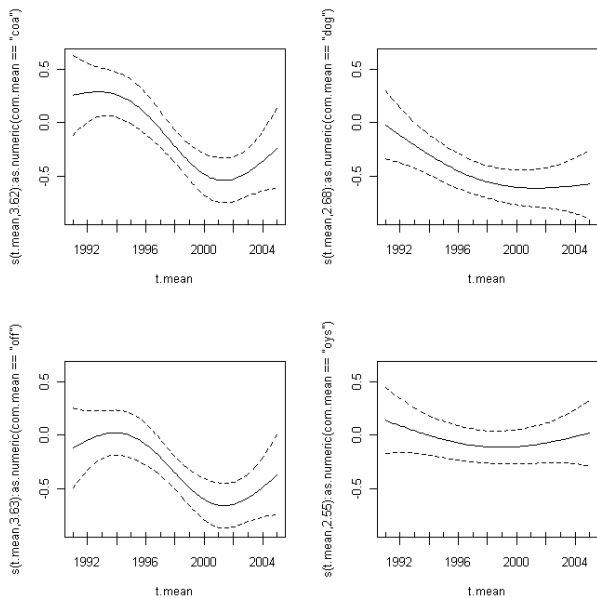 s(t.mean,3.62):as.numeric(com.mean == "coa")
0.5
0.0
-0.5
1992 1996 2000 2004
t.mean
s(t.mean,2.68):as.numeric(com.mean == "dog")
0.5
0.0
-0.5
1992 1996 2000 2004
t.mean
s(t.mean,3.63):as.numeric(com.mean == "off")
0.5
0.0
-0.5
1992 1996 2000 2004
t.mean
s(t.mean,2.55):as.numeric(com.mean == "oys")
0.5
0.0
-0.5
1992 1996 2000 2004
t.mean